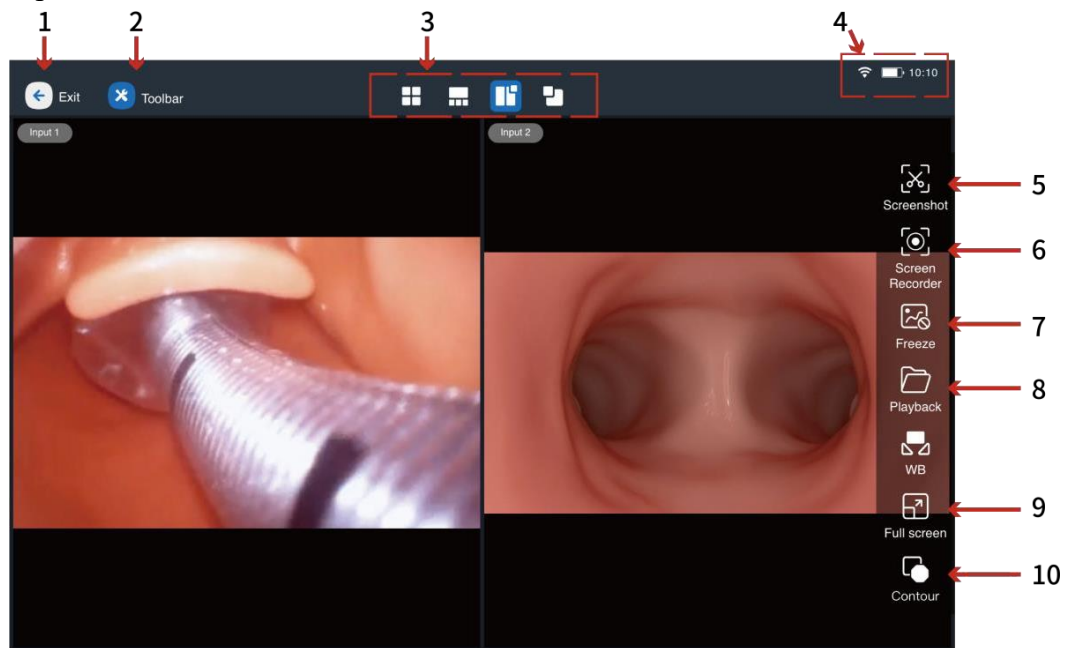 1 2 3 4
Exit Toolbar 10:10
Input 1 Input 2
Screenshot 5
Screen
Recorder 6
Freeze 7
Playback 8
WB
Full screen 9
Contour 10